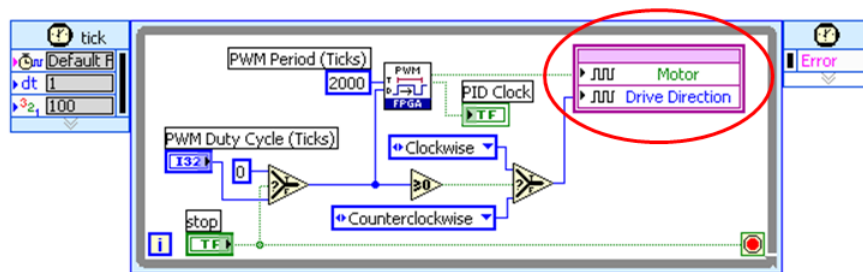 tick
Default F
dt 1
100
PWM Period (Ticks)
2000
PWM
T
D
FPGA
PID Clock
TF
Motor
Drive Direction
Error
PWM Duty Cycle (Ticks)
I32
0
?
T
F
Clockwise
≥0
?
T
F
Counterclockwise
stop
TF
i